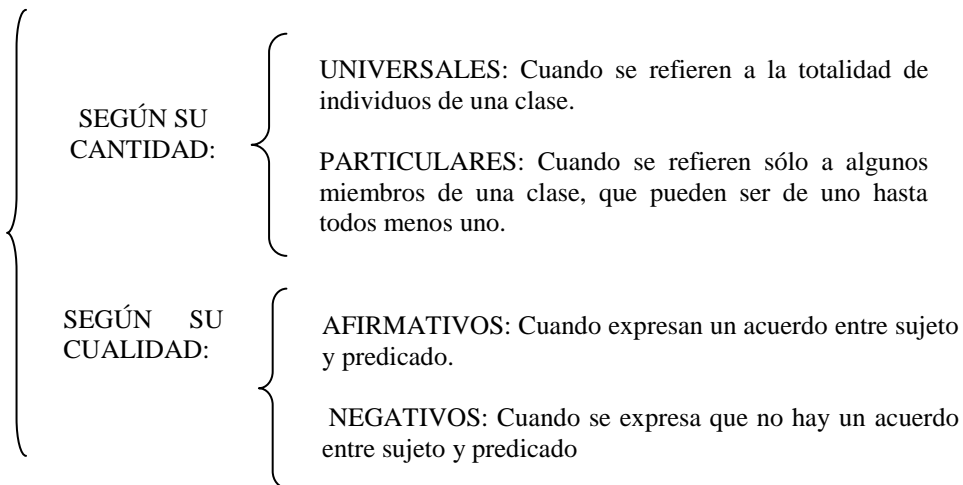 SEGÚN SU
CANTIDAD:
UNIVERSALES: Cuando se refieren a la totalidad de
individuos de una clase.
PARTICULARES: Cuando se refieren sólo a algunos
miembros de una clase, que pueden ser de uno hasta
todos menos uno.
SEGÚN SU
CUALIDAD:
AFIRMATIVOS: Cuando expresan un acuerdo entre sujeto
y predicado.
NEGATIVOS: Cuando se expresa que no hay un acuerdo
entre sujeto y predicado